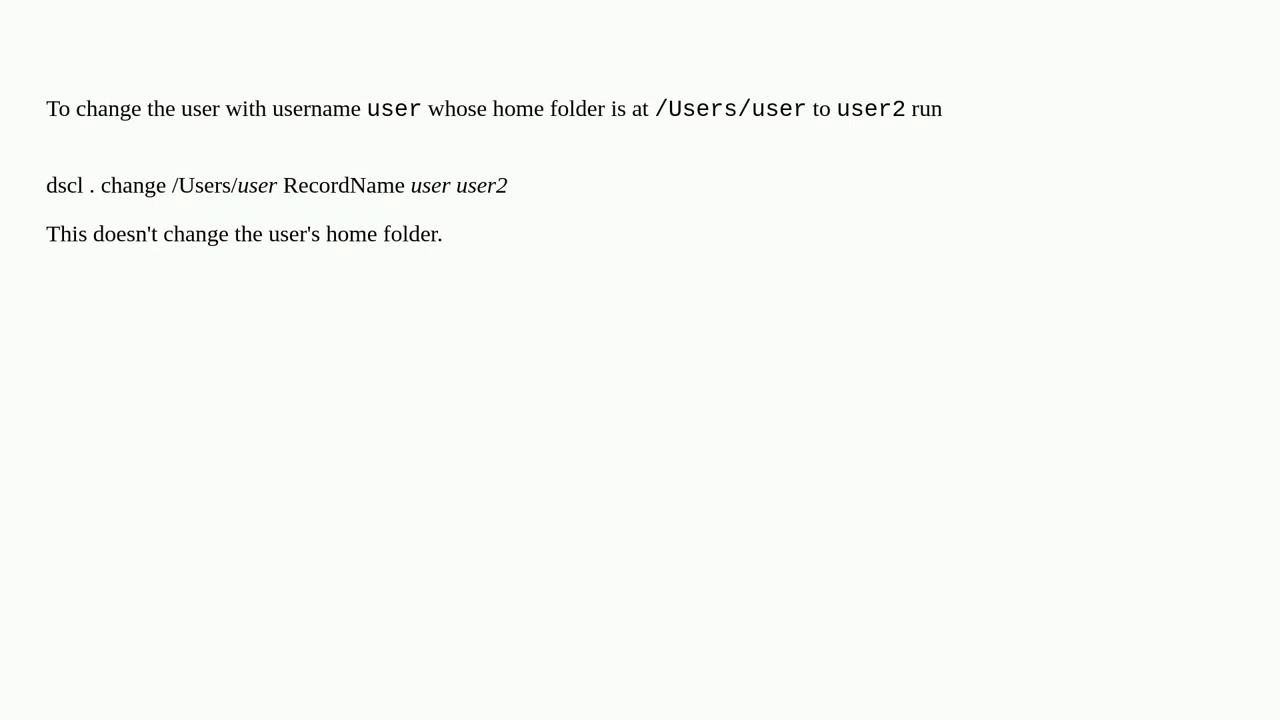 To change the user with username user whose home folder is at /Users/user to user2 run
dscl . change /Users/user RecordName user user2
This doesn't change the user's home folder.